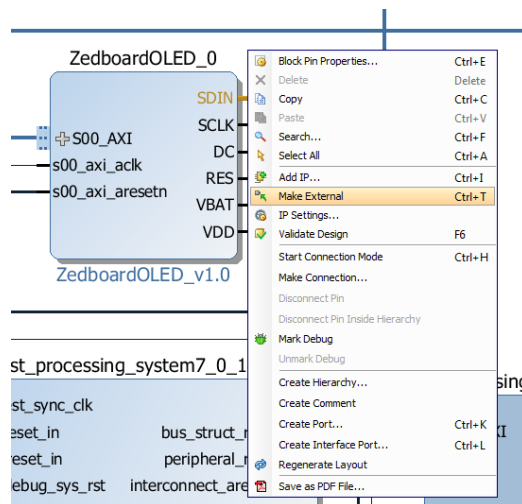 ZedboardOLED_0
SDIN
SCLK
S00_AXI
DC
s00_axi_aclk
RES
s00_axi_aresetn
VBAT
VDD
ZedboardOLED_v1.0
Block Pin Properties... Ctrl+E
Delete Delete
Copy Ctrl+C
Paste Ctrl+V
Search... Ctrl+F
Select All Ctrl+A
Add IP... Ctrl+I
Make External Ctrl+T
IP Settings...
Validate Design F6
Start Connection Mode Ctrl+H
Make Connection...
Disconnect Pin
Disconnect Pin Inside Hierarchy
Mark Debug
Unmark Debug
Create Hierarchy...
Create Comment
Create Port... Ctrl+K
Create Interface Port... Ctrl+L
Regenerate Layout
Save as PDF File...
st_processing_system7_0_1
st_sync_clk
eset_in bus_struct_r
reset_in peripheral_r
debug_sys_rst interconnect_are
sing
XI